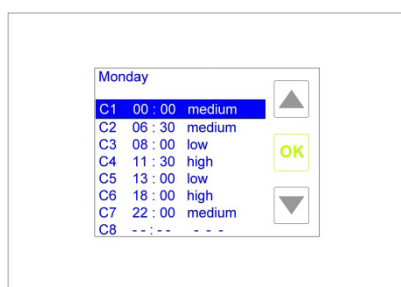 Monday
C1 00 : 00 medium
C2 06 : 30 medium
C3 08 : 00 low
C4 11 : 30 high
OK
C5 13 : 00 low
C6 18 : 00 high
C7 22 : 00 medium
C8 - - : - - - - -